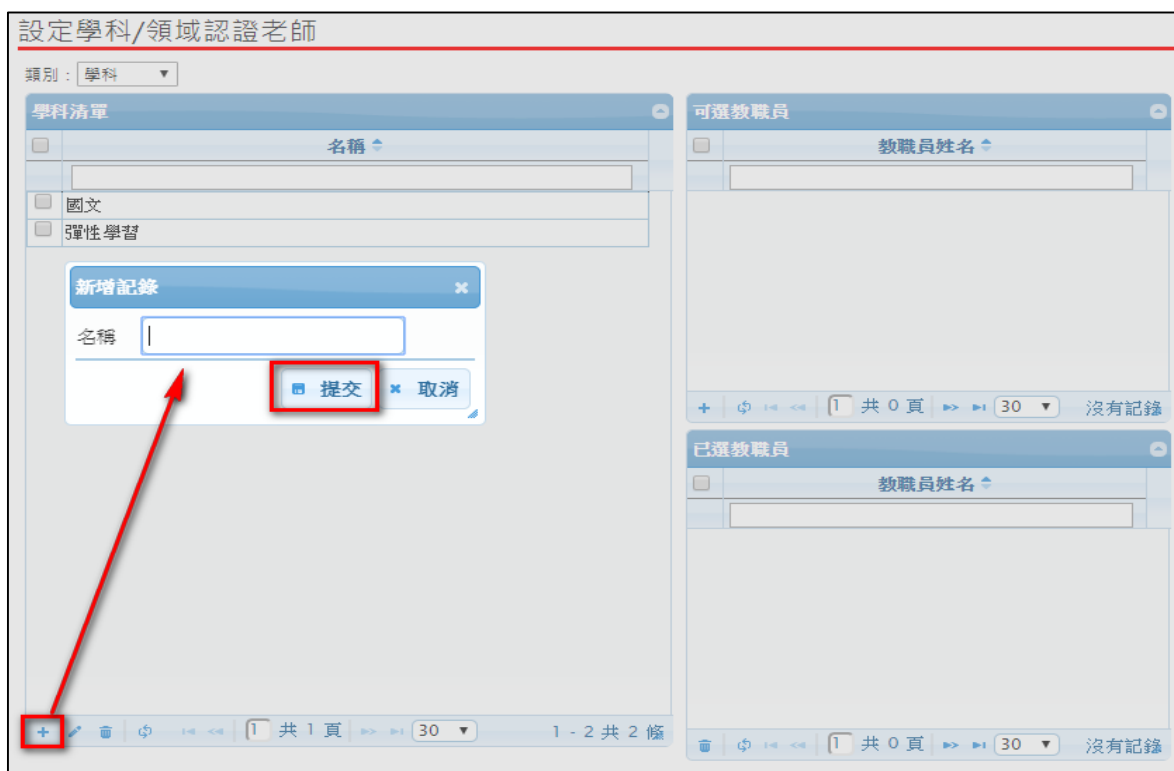 設定學科/領域認證老師
類別：學科
學科清單
名稱
國文
彈性學習
新增記錄
名稱
提交 取消
1 共 1 頁 30 1 - 2 共 2 條
可選教職員
教職員姓名
1 共 0 頁 30 沒有記錄
已選教職員
教職員姓名
1 共 0 頁 30 沒有記錄